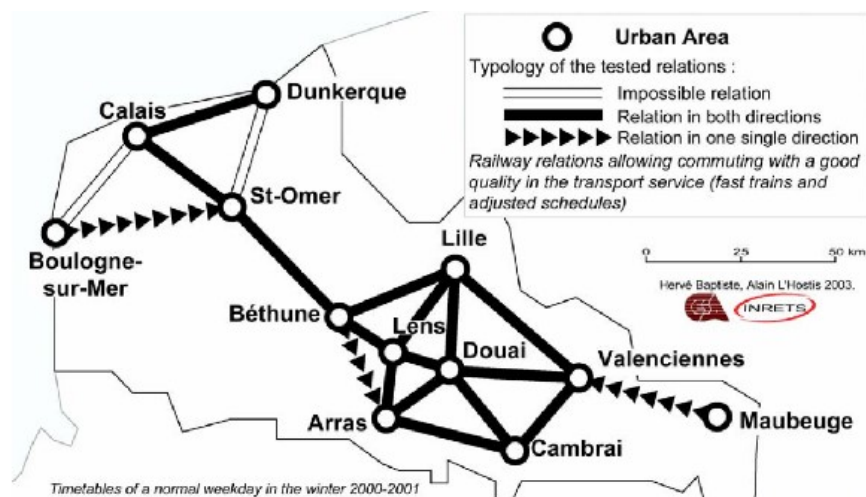 Urban Area
Typology of the tested relations :
Impossible relation
Relation in both directions
Relation in one single direction
Railway relations allowing commuting with a good
quality in the transport service (fast trains and
adjusted schedules)
Dunkerque
Calais
St-Omer
Boulogne-
sur-Mer
Lille
0 25 50 km
Hervé Baptiste, Alain L'Hostis 2003.
INRETS
Béthune
Lens
Douai
Valenciennes
Arras
Cambrai
Maubeuge
Timetables of a normal weekday in the winter 2000-2001